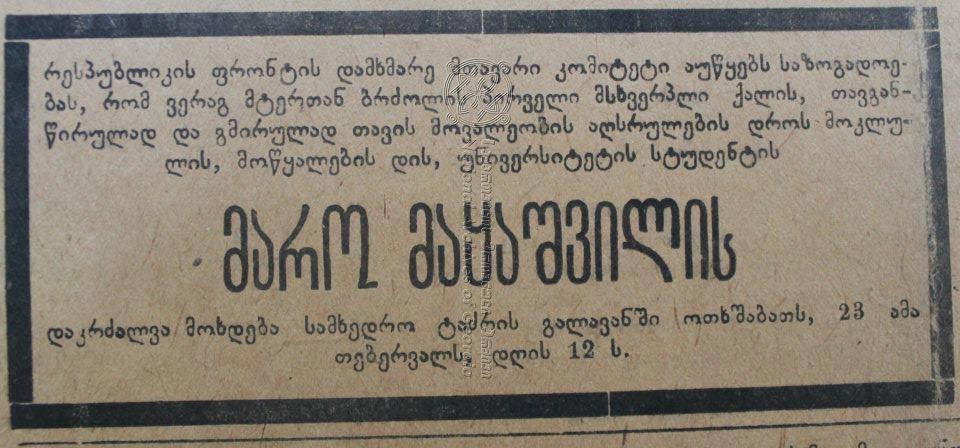 რესპუბლიკის ფრონტის დამხმარე მთავარი კომიტეტი აუწყებს საზოგადოე-
ბას, რომ ვერაგ მტერთან ბრძოლის პირველი მსხვერპლი ქალის, თავგან-
წირულად და გმირულად თავის მოვალეობის აღსრულების დროს მოკლუ-
ლის, მოწყალების დის, უნივერსიტეტის სტუდენტის
მარო მაყაშვილის
დაკრძალვა მოხდება სამხედრო ტაძრის გალავანში ოთხშაბათს, 23 ამა
თებერვალს, დღის 12 ს.